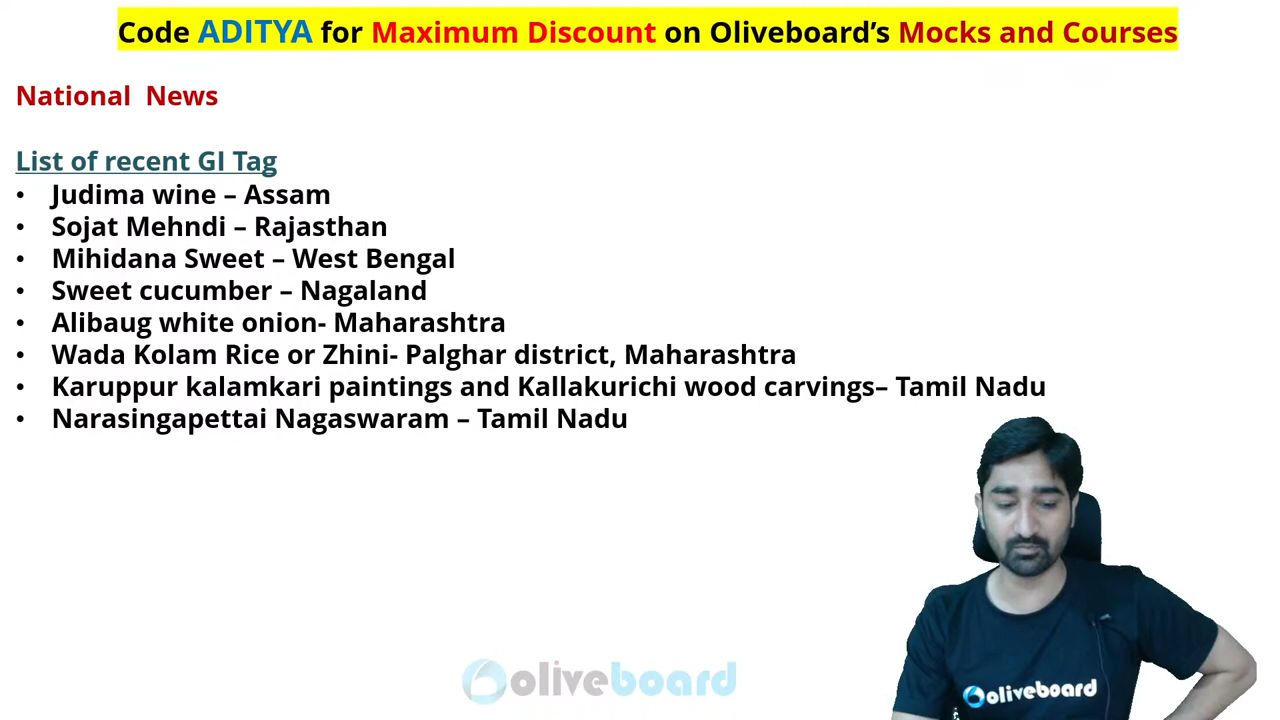 Code ADITYA for Maximum Discount on Oliveboard’s Mocks and Courses
National News
List of recent GI Tag
• Judima wine – Assam
• Sojat Mehndi – Rajasthan
• Mihidana Sweet – West Bengal
• Sweet cucumber – Nagaland
• Alibaug white onion- Maharashtra
• Wada Kolam Rice or Zhini- Palghar district, Maharashtra
• Karuppur kalamkari paintings and Kallakurichi wood carvings– Tamil Nadu
• Narasingapettai Nagaswaram – Tamil Nadu
oliveboard
oliveboard